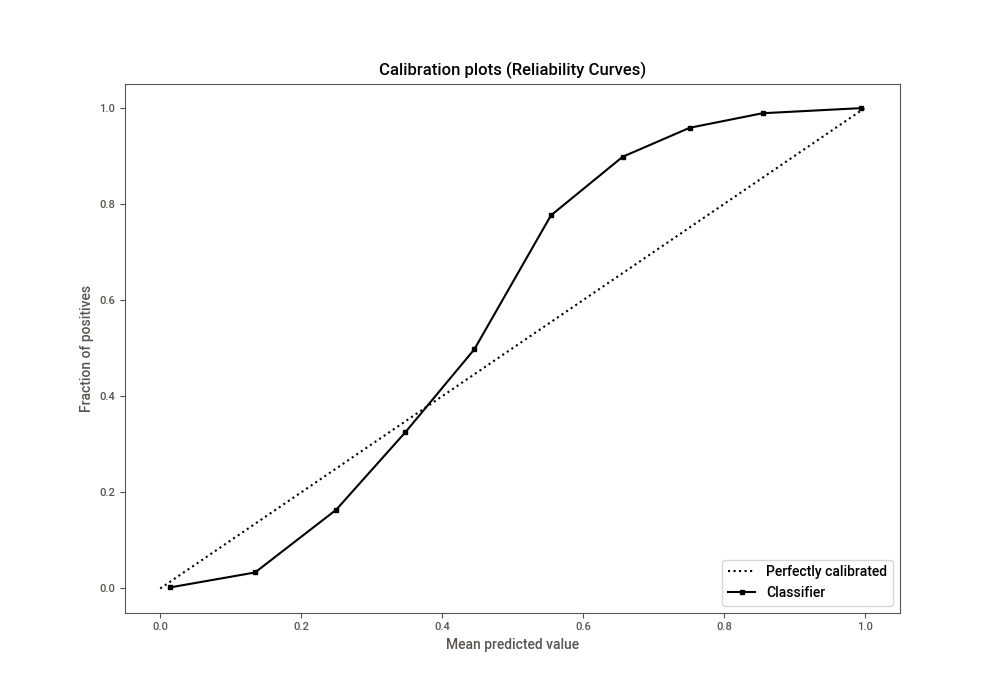 Calibration plots (Reliability Curves)
1.0
0.8
0.6
0.4
0.2
0.0
Fraction of positives
0.0 0.2 0.4 0.6 0.8 1.0
Mean predicted value
Perfectly calibrated
Classifier